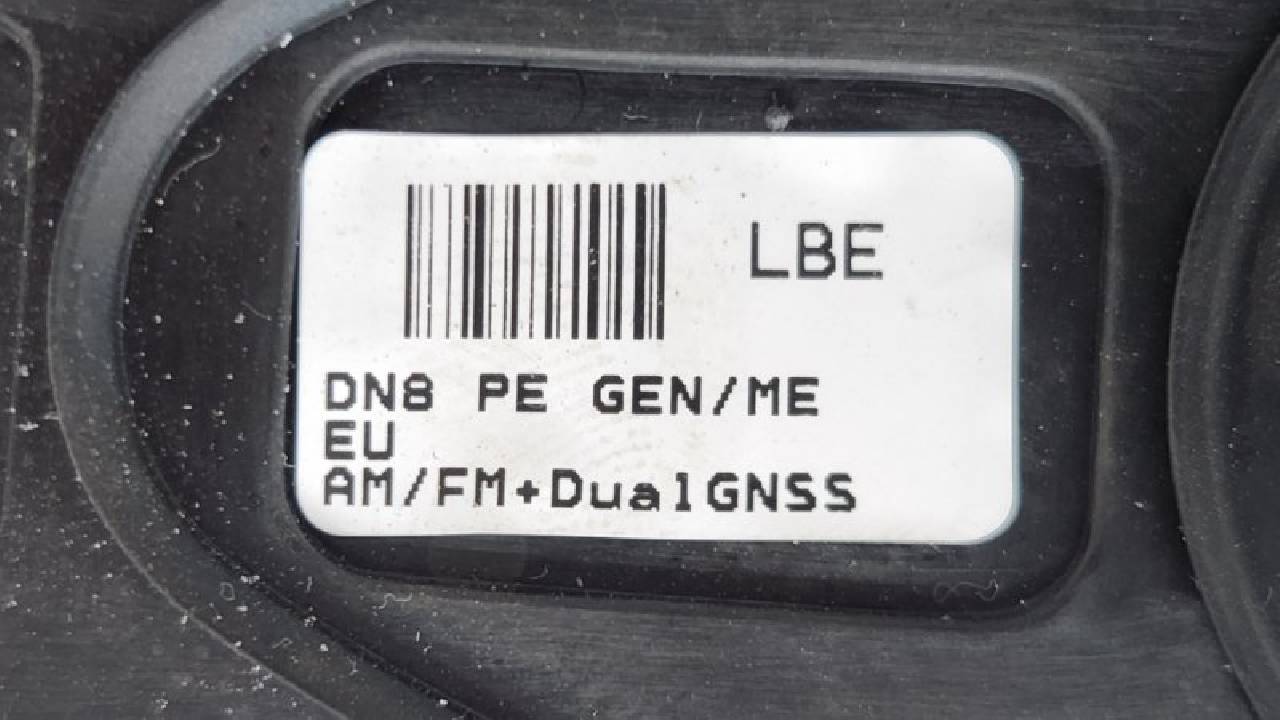 LBE
DN8 PE GEN/ME
EU
AM/FM+DualGNSS